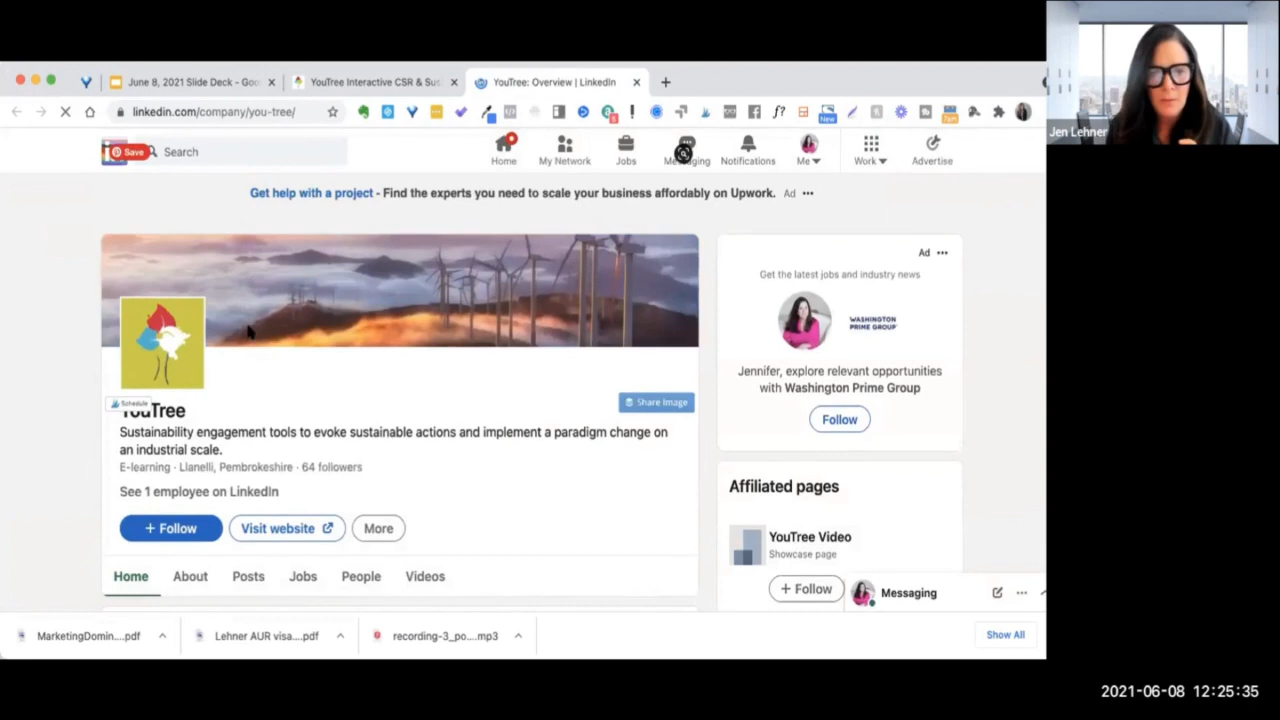 June 8, 2021 Slide Deck - Goo
YouTree Interactive CSR & Sus
YouTree: Overview | LinkedIn
linkedin.com/company/you-tree/
f?
New
7am
Save
Search
Home
My Network
Jobs
Messaging
Notifications
Me
Work
Advertise
Get help with a project - Find the experts you need to scale your business affordably on Upwork. Ad
Jen Lehner
Schedule
YouTree
Share Image
Sustainability engagement tools to evoke sustainable actions and implement a paradigm change on
an industrial scale.
E-learning · Llanelli, Pembrokeshire · 64 followers
See 1 employee on LinkedIn
+ Follow
Visit website
More
Home
About
Posts
Jobs
People
Videos
Ad
Get the latest jobs and industry news
WASHINGTON
PRIME GROUP
Jennifer, explore relevant opportunities
with Washington Prime Group
Follow
Affiliated pages
YouTree Video
Showcase page
+ Follow
Messaging
MarketingDomin....pdf
Lehner AUR visa....pdf
recording-3_po....mp3
Show All
2021-06-08 12:25:35